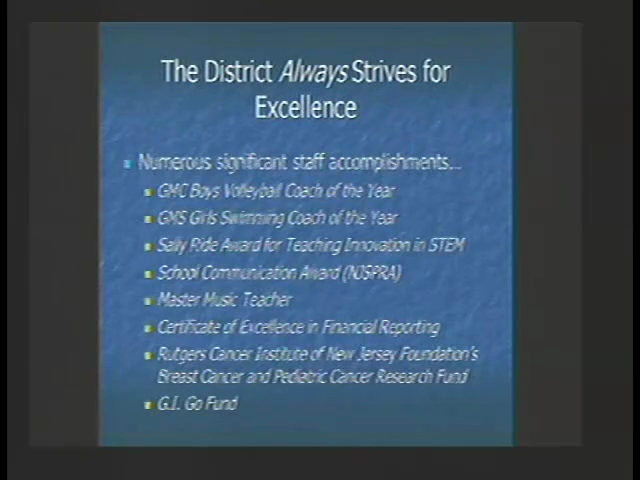 The District Always Strives for
Excellence
Numerous significant staff accomplishments...
GMC Boys Volleyball Coach of the Year
GMS Girls Swimming Coach of the Year
Sally Ride Award for Teaching Innovation in STEM
School Communication Award (NJSPRA)
Master Music Teacher
Certificate of Excellence in Financial Reporting
Rutgers Cancer Institute of New Jersey Foundation's
Breast Cancer and Pediatric Cancer Research Fund
G.I. Go Fund